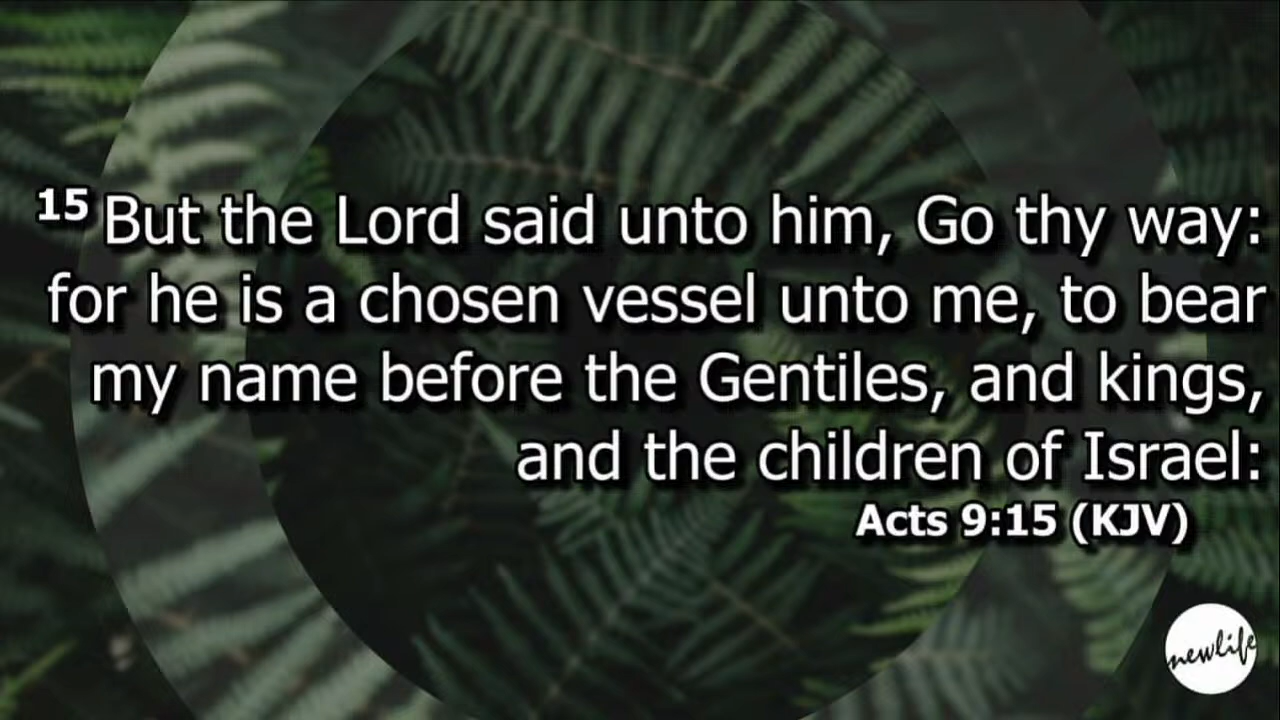 15 But the Lord said unto him, Go thy way:
for he is a chosen vessel unto me, to bear
my name before the Gentiles, and kings,
and the children of Israel:
Acts 9:15 (KJV)
newlife